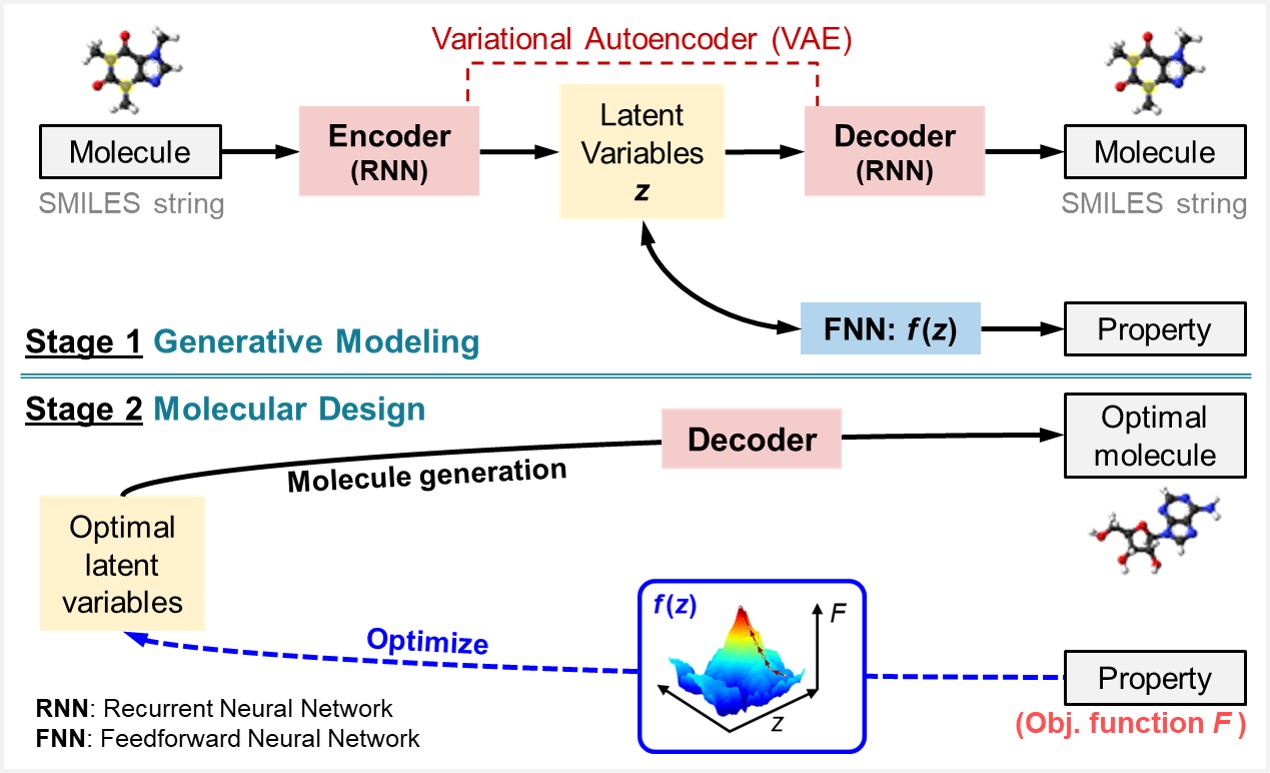 Variational Autoencoder (VAE)
Molecule
SMILES string
Encoder
(RNN)
Latent
Variables
z
Decoder
(RNN)
Molecule
SMILES string
FNN: f(z)
Property
Stage 1 Generative Modeling
Stage 2 Molecular Design
Decoder
Optimal
molecule
Molecule generation
Optimal
latent
variables
Optimize
f(z)
F
z
Property
(Obj. function F)
RNN: Recurrent Neural Network
FNN: Feedforward Neural Network